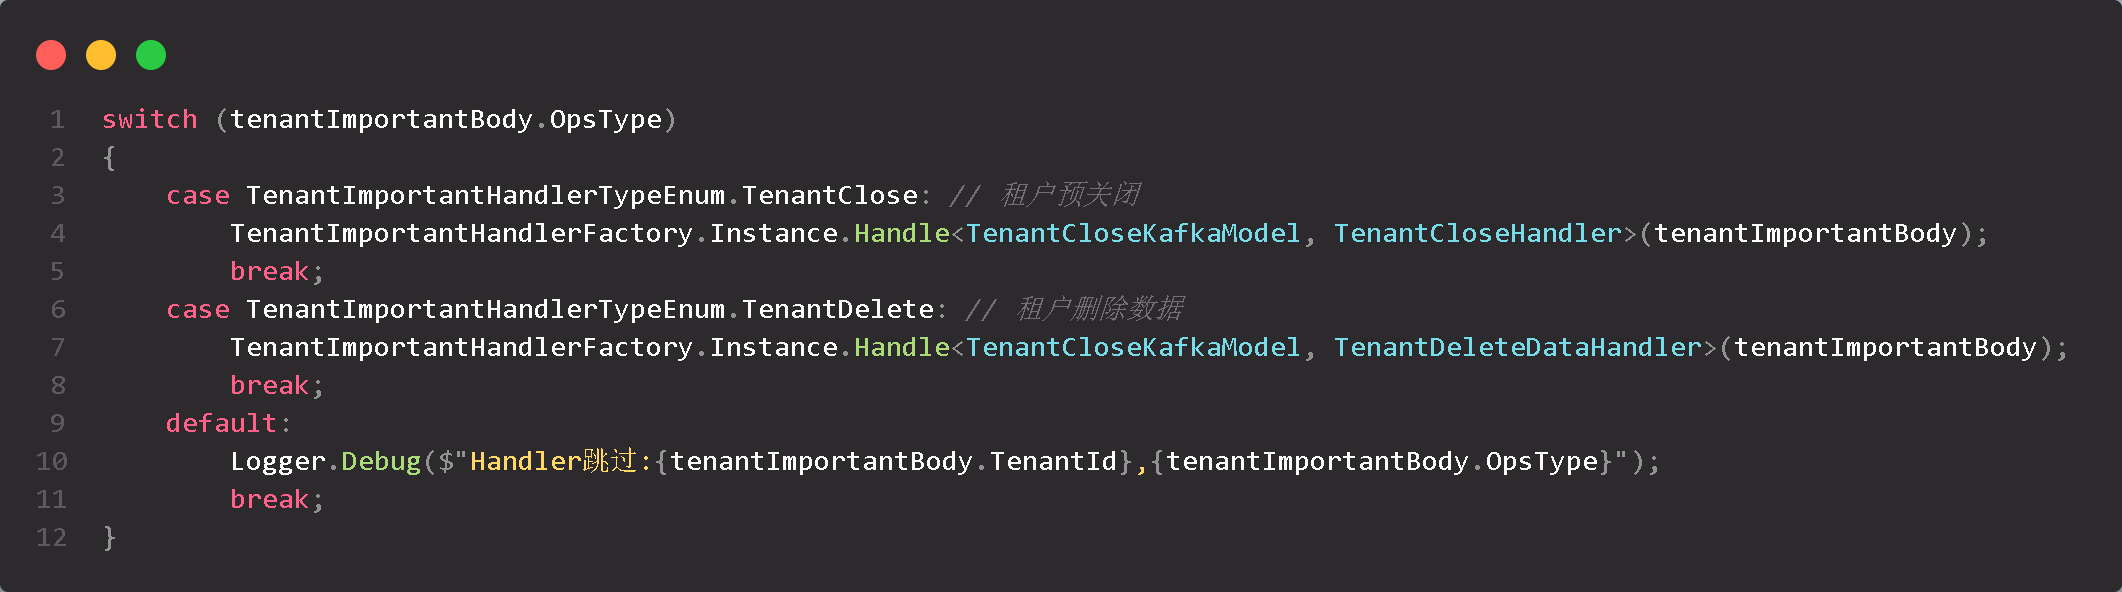 1 switch (tenantImportantBody.OpsType)
2 {
3 case TenantImportantHandlerTypeEnum.TenantClose: // 租户预关闭
4 TenantImportantHandlerFactory.Instance.Handle<TenantCloseKafkaModel, TenantCloseHandler>(tenantImportantBody);
5 break;
6 case TenantImportantHandlerTypeEnum.TenantDelete: // 租户删除数据
7 TenantImportantHandlerFactory.Instance.Handle<TenantCloseKafkaModel, TenantDeleteDataHandler>(tenantImportantBody);
8 break;
9 default:
10 Logger.Debug($"Handler跳过:{tenantImportantBody.TenantId},{tenantImportantBody.OpsType}");
11 break;
12 }